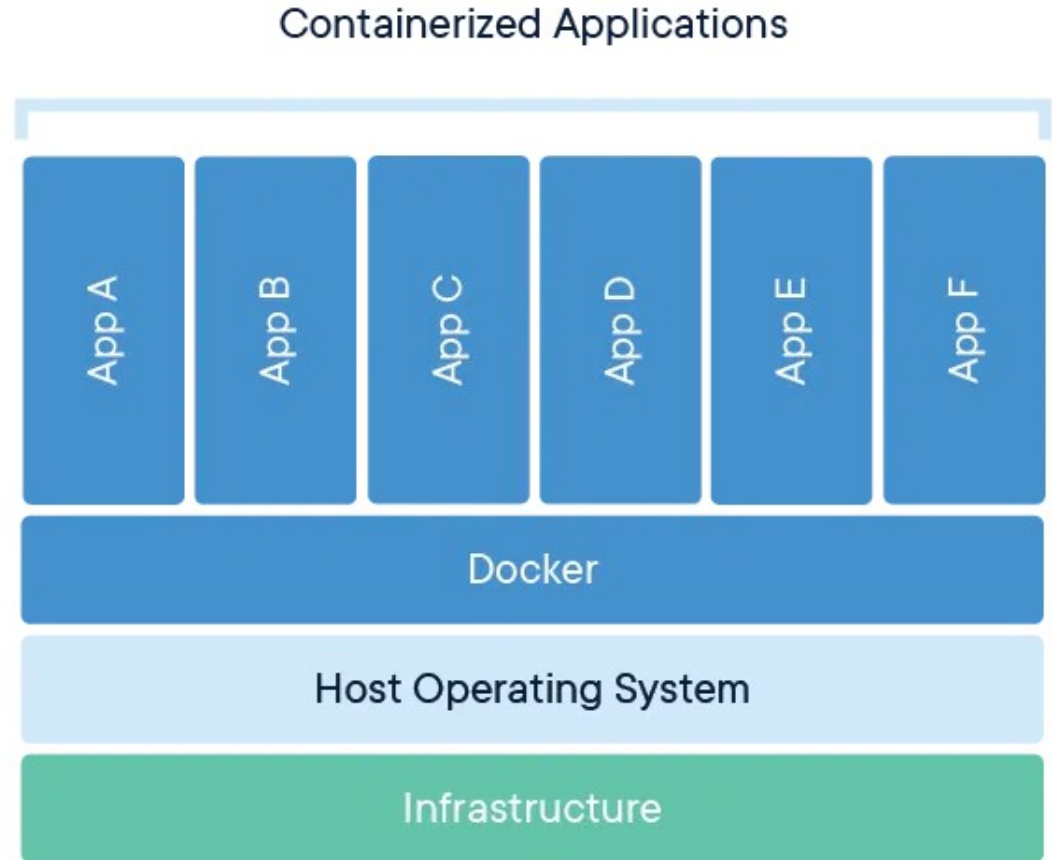 Containerized Applications
App A
App B
App C
App D
App E
App F
Docker
Host Operating System
Infrastructure